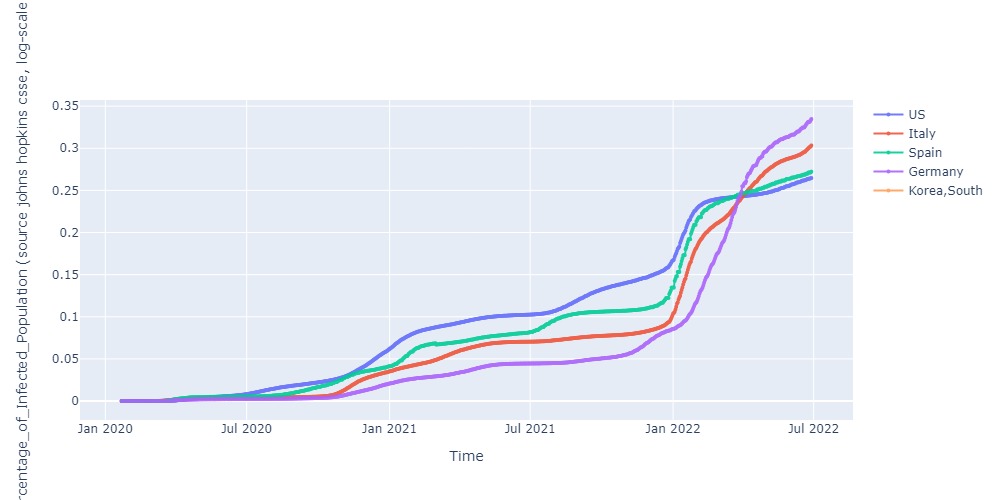 rcentage_of_Infected_Population (source johns hopkins csse, log-scale
0.35
0.3
0.25
0.2
0.15
0.1
0.05
0
Jan 2020
Jul 2020
Jan 2021
Jul 2021
Jan 2022
Jul 2022
Time
US
Italy
Spain
Germany
Korea,South